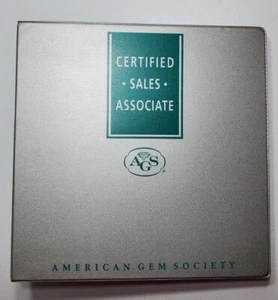 CERTIFIED
• SALES •
ASSOCIATE
AGS
®
AMERICAN GEM SOCIETY